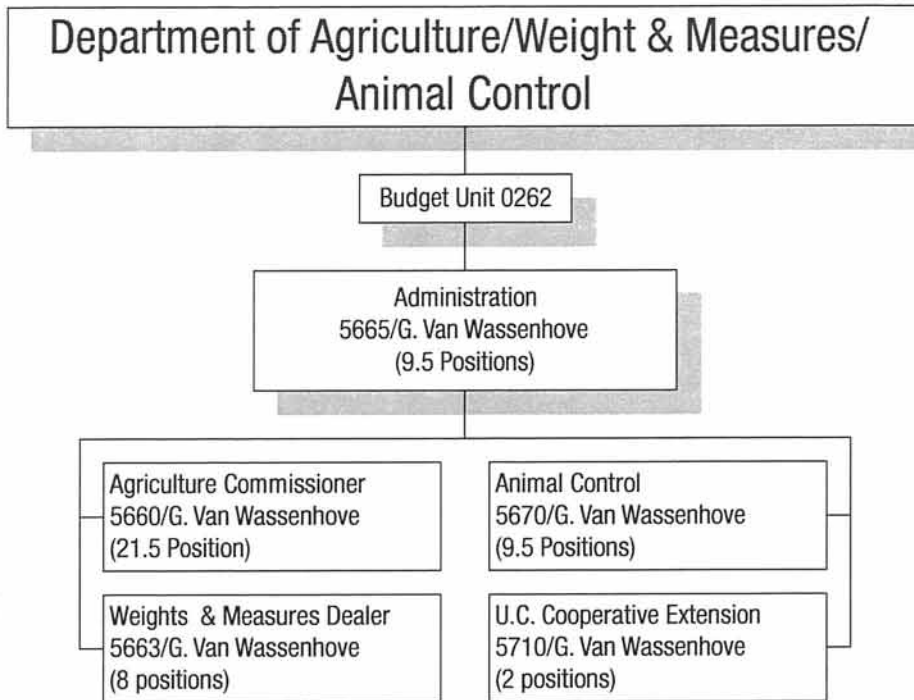 Department of Agriculture/Weight & Measures/
Animal Control
Budget Unit 0262
Administration
5665/G. Van Wassenhove
(9.5 Positions)
Agriculture Commissioner
5660/G. Van Wassenhove
(21.5 Position)
Animal Control
5670/G. Van Wassenhove
(9.5 Positions)
Weights & Measures Dealer
5663/G. Van Wassenhove
(8 positions)
U.C. Cooperative Extension
5710/G. Van Wassenhove
(2 positions)